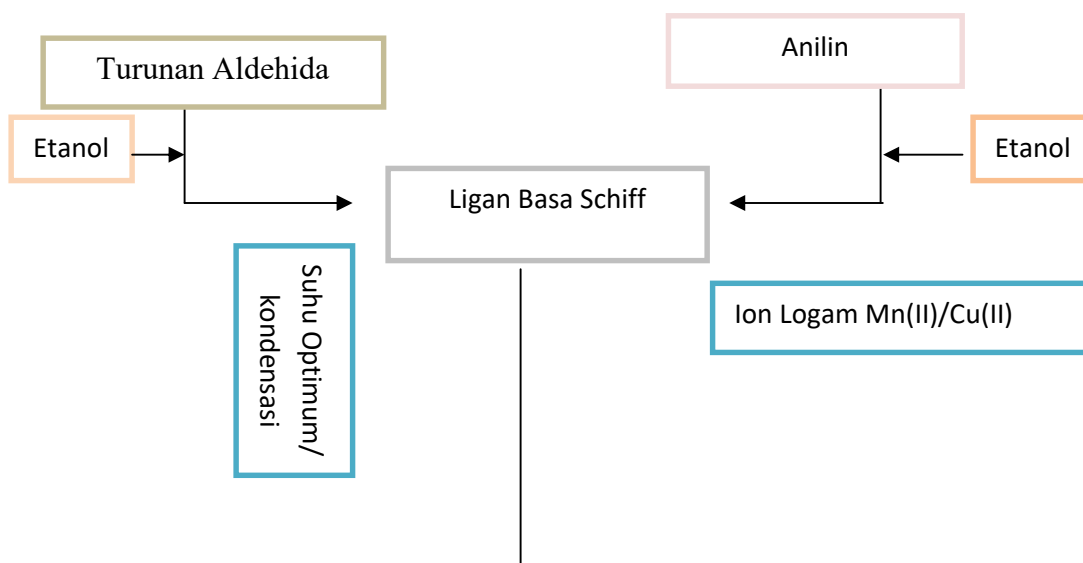 Turunan Aldehida
Anilin
Etanol
Etanol
Ligan Basa Schiff
Suhu Optimum/
kondensasi
Ion Logam Mn(II)/Cu(II)